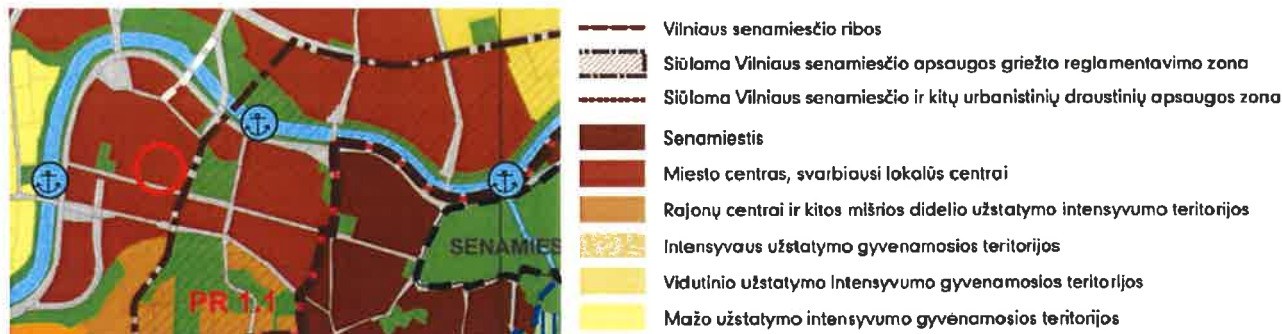 SENAMIES
PR 1.1
Vilniaus senamiesčio ribos
Siūloma Vilniaus senamiesčio apsaugos griežto reglamentavimo zona
Siūloma Vilniaus senamiesčio ir kitų urbanistinių draustinių apsaugos zona
Senamiestis
Miesto centras, svarbiausi lokalūs centrai
Rajonų centrai ir kitos mišrios didelio užstatymo intensyvumo teritorijos
Intensyvaus užstatymo gyvenamosios teritorijos
Vidutinio užstatymo intensyvumo gyvenamosios teritorijos
Mažo užstatymo intensyvumo gyvenamosios teritorijos